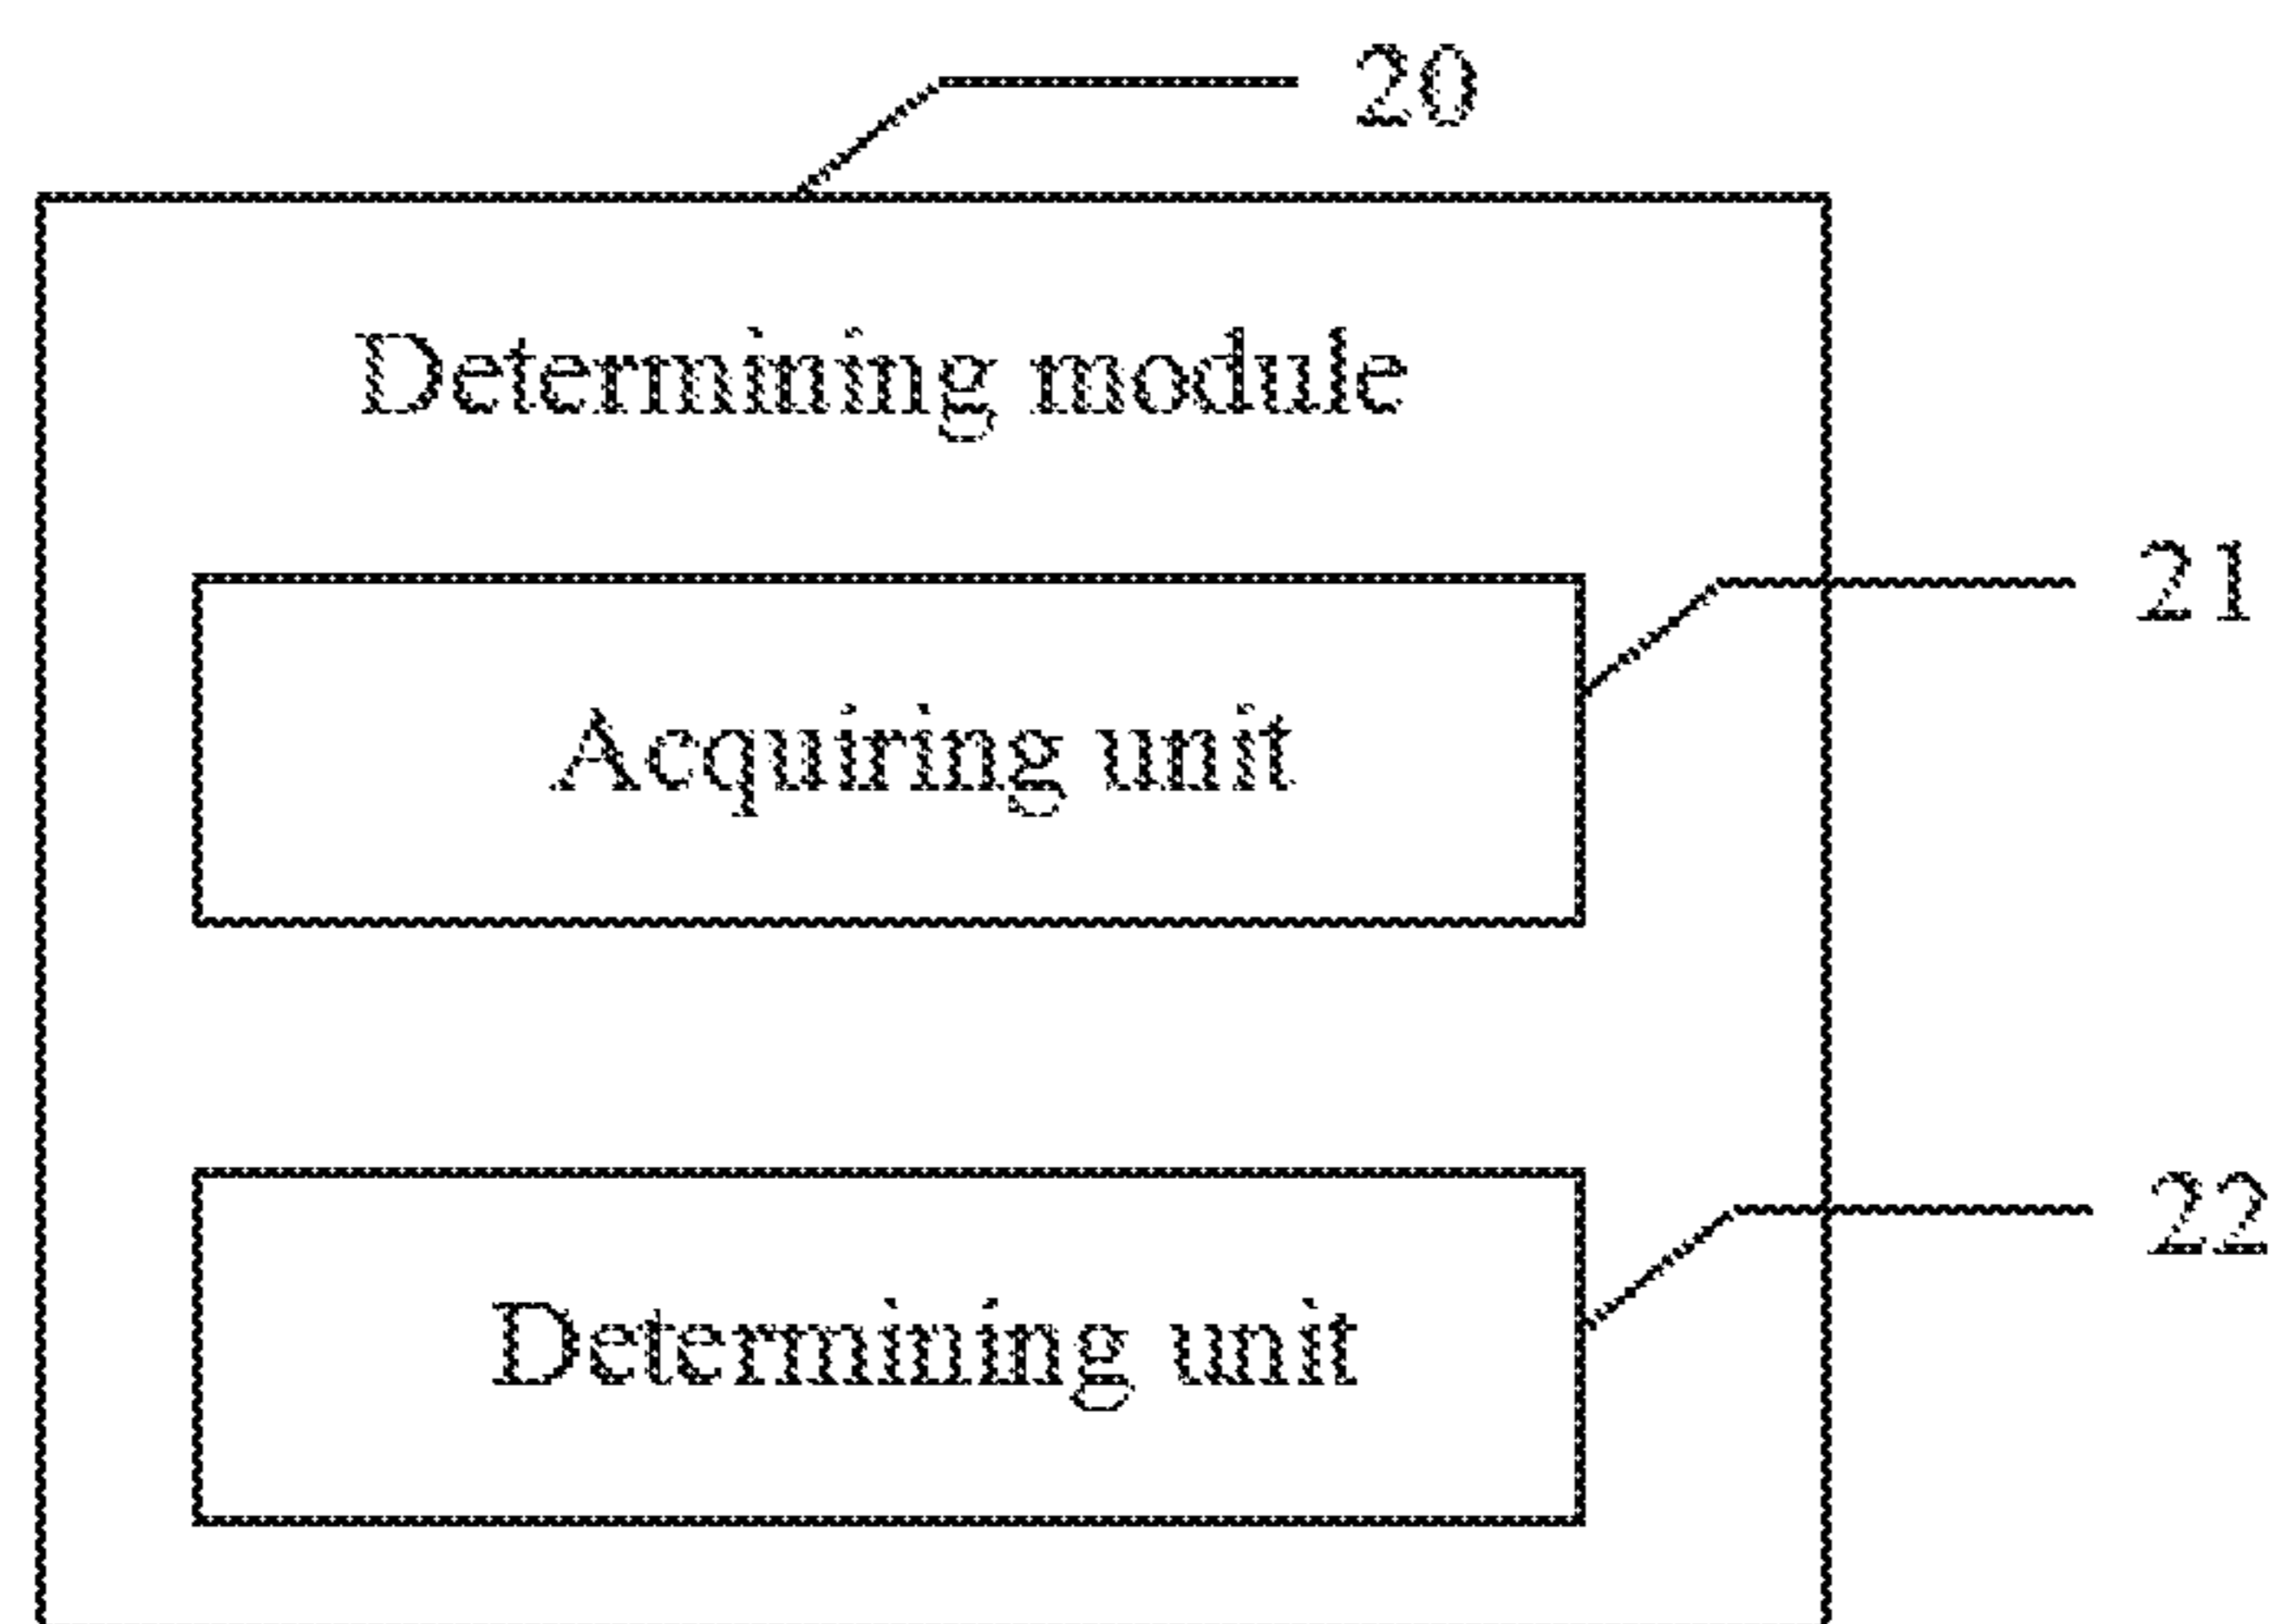 20
Determining module
21
Acquiring unit
22
Determining unit